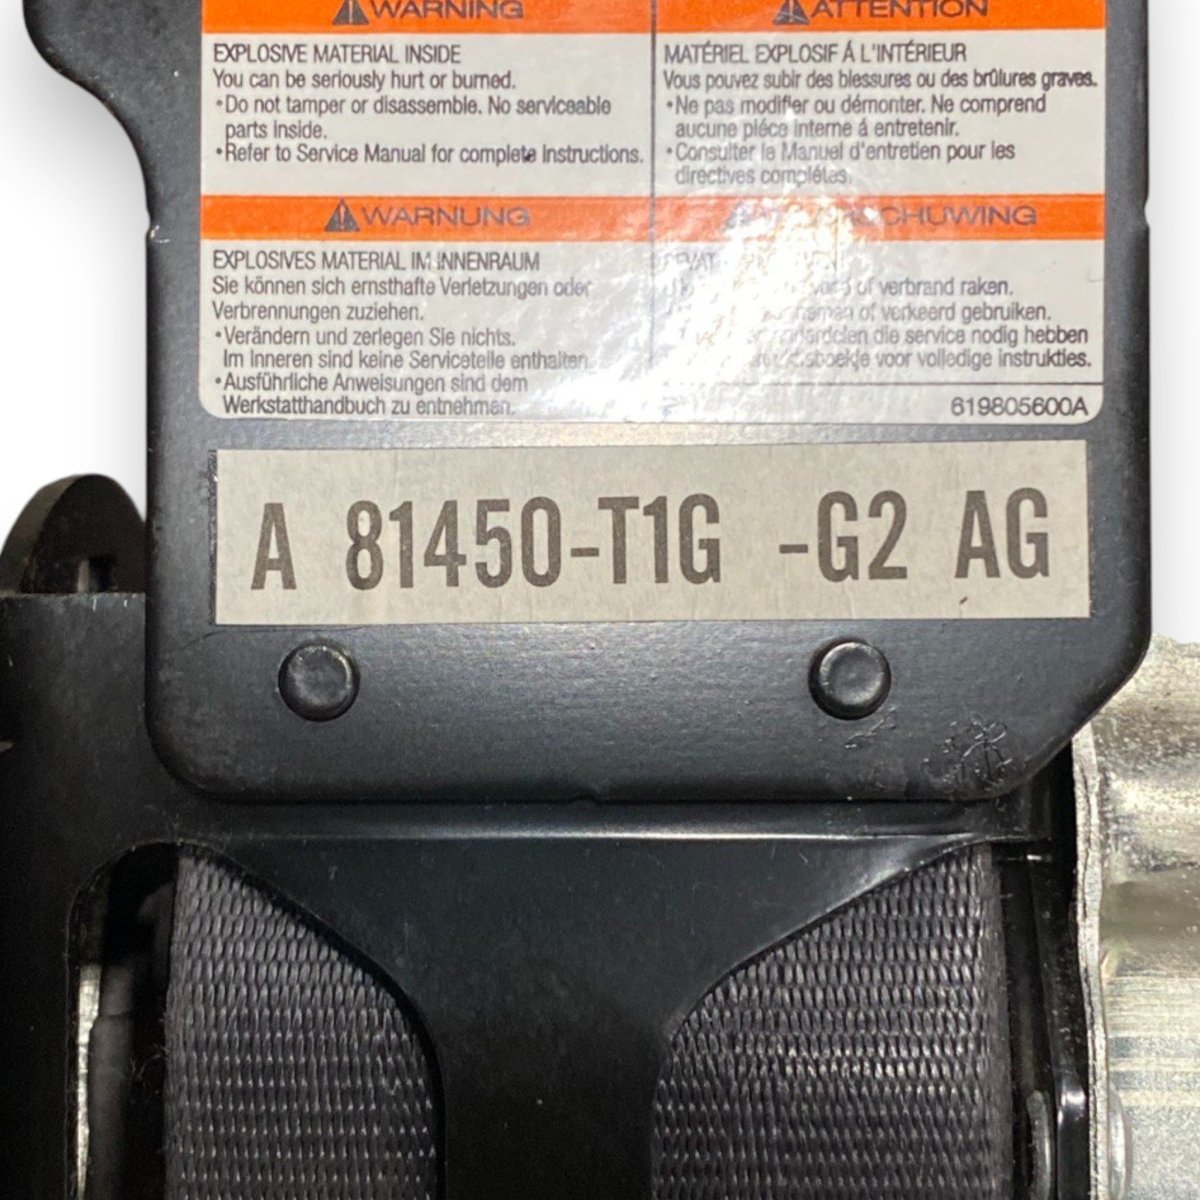 WARNING
EXPLOSIVE MATERIAL INSIDE
You can be seriously hurt or burned.
•Do not tamper or disassemble. No serviceable
parts inside.
•Refer to Service Manual for complete Instructions.
ATTENTION
MATÉRIEL EXPLOSIF Á L'INTÉRIEUR
Vous pouvez subir des blessures ou des brûlures graves.
•Ne pas modifier ou démonter. Ne comprend
aucune piéce interne á entretenir.
•Consulter le Manuel d'entretien pour les
directives complétes.
WARNUNG
EXPLOSIVES MATERIAL IM INNENRAUM
Sie können sich ernsthafte Verletzungen oder
Verbrennungen zuziehen.
•Verändern und zerlegen Sie nichts.
Im Inneren sind keine Serviceteile enthalten.
•Ausführliche Anweisungen sind dem
Werkstatthandbuch zu entnehmen.
of verbrand raken.
of verkeerd gebruiken.
die service nodig hebben
voor volledige instrukties.
619805600A
A 81450-T1G -G2 AG